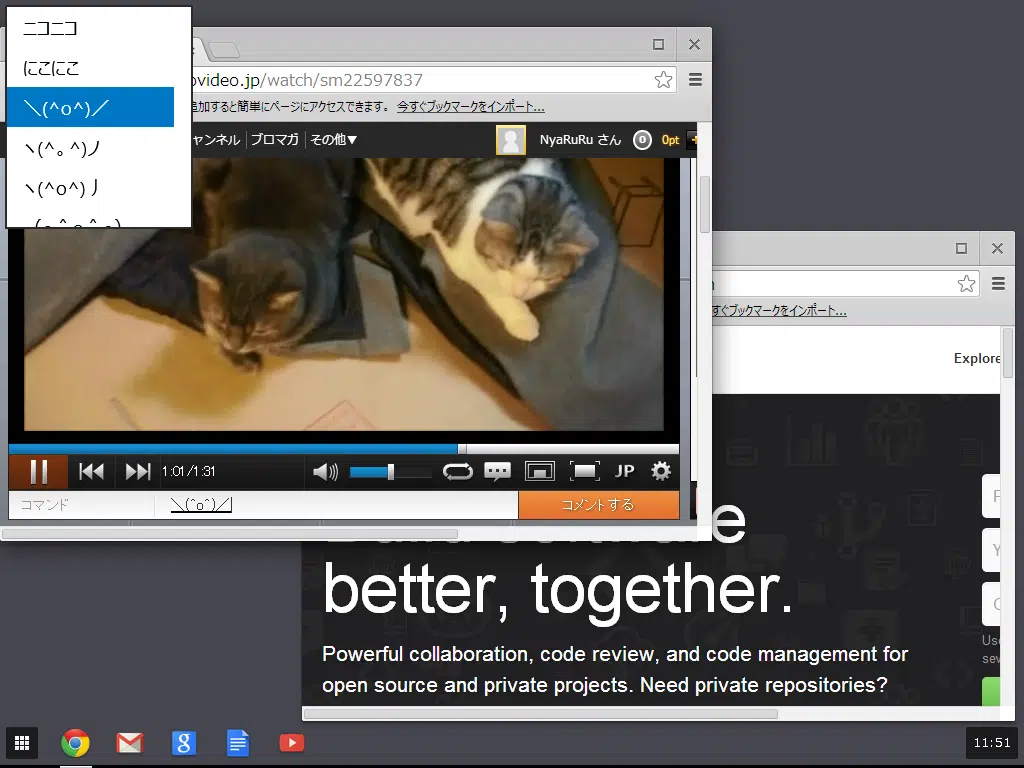 ニコニコ
にこにこ
＼(^o^)／
ヽ(^。^)ノ
ヽ(^o^)丿
ovideo.jp/watch/sm22597837
追加すると簡単にページにアクセスできます。 今すぐブックマークをインポート...
ャンネル ブロマガ その他▼ NyaRuRu さん 0pt
1:01/1:31 JP
コマンド ＼(^o^)／ コメントする
すぐブックマークをインポート...
Explore
better, together.
Powerful collaboration, code review, and code management for
open source and private projects. Need private repositories?
11:51